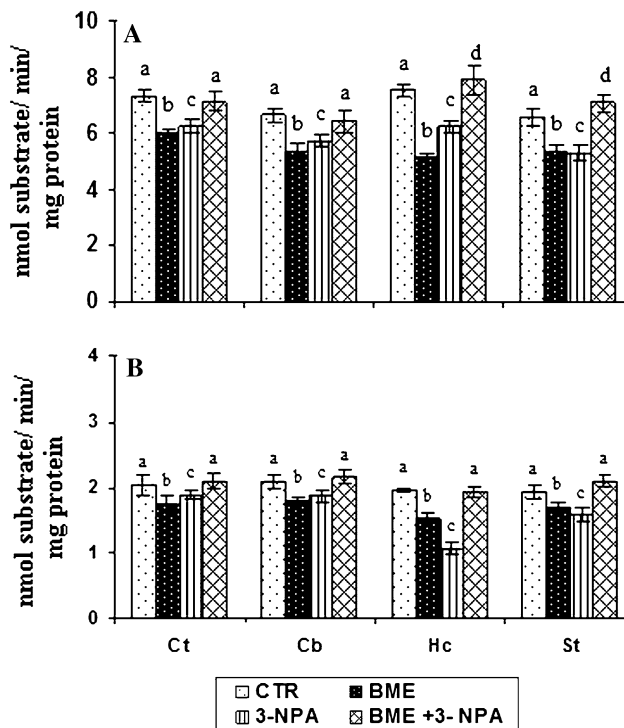 A
10
8
6
4
2
0
nmol substrate/ min/
mg protein
a b c a
a b c a
a b c d
a b c d
B
4
3
2
1
0
nmol substrate/ min/
mg protein
a b c a
a b c a
a b c a
a b c a
Ct Cb Hc St
CTR BME
3-NPA BME +3- NPA